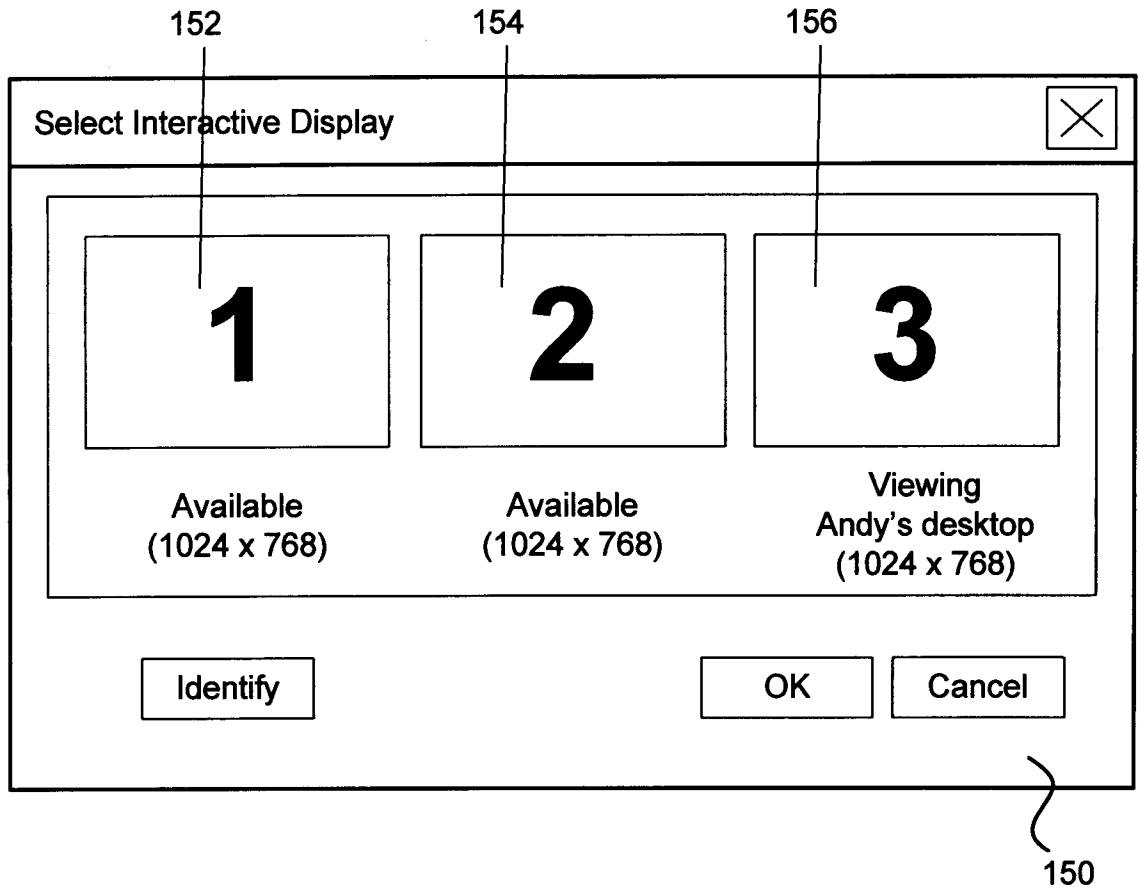 152
154
156
Select Interactive Display
1
2
3
Available
(1024 x 768)
Available
(1024 x 768)
Viewing
Andy's desktop
(1024 x 768)
Identify
OK
Cancel
150